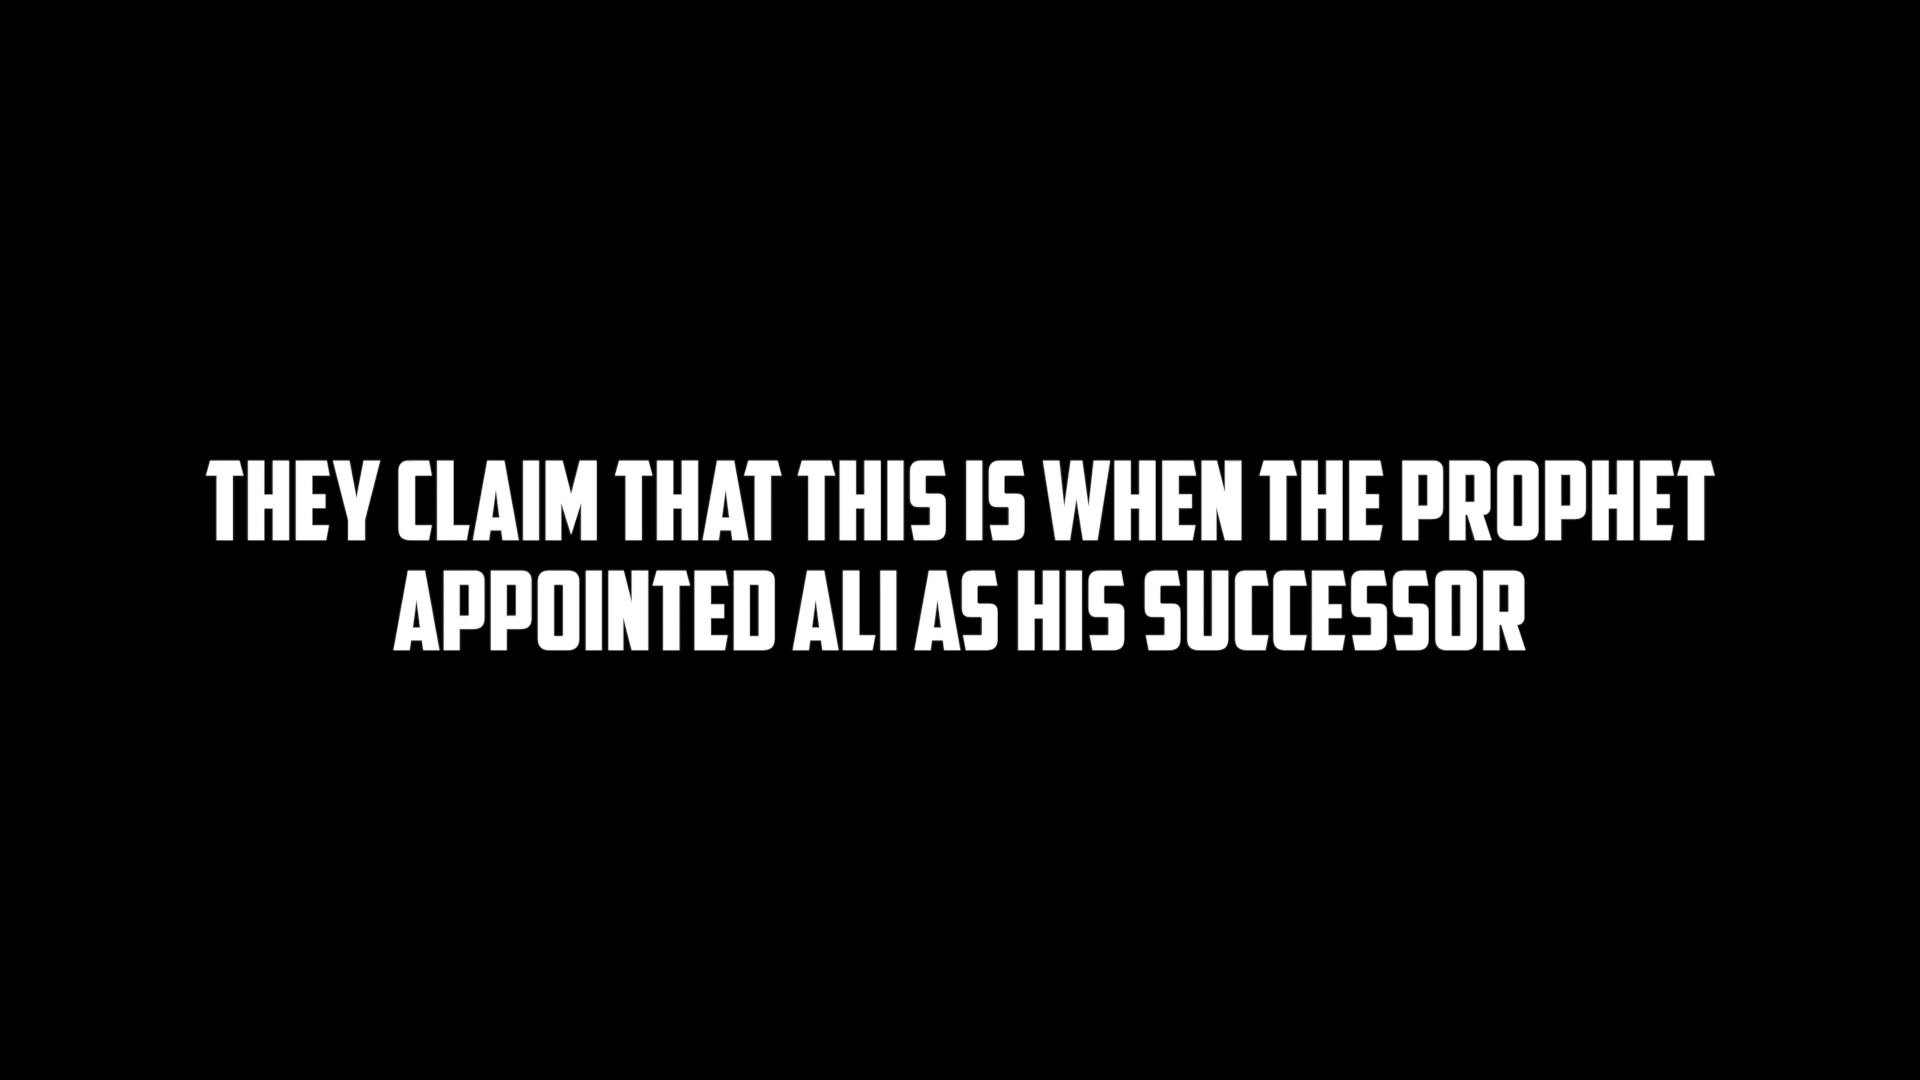 THEY CLAIM THAT THIS IS WHEN THE PROPHET
APPOINTED ALI AS HIS SUCCESSOR